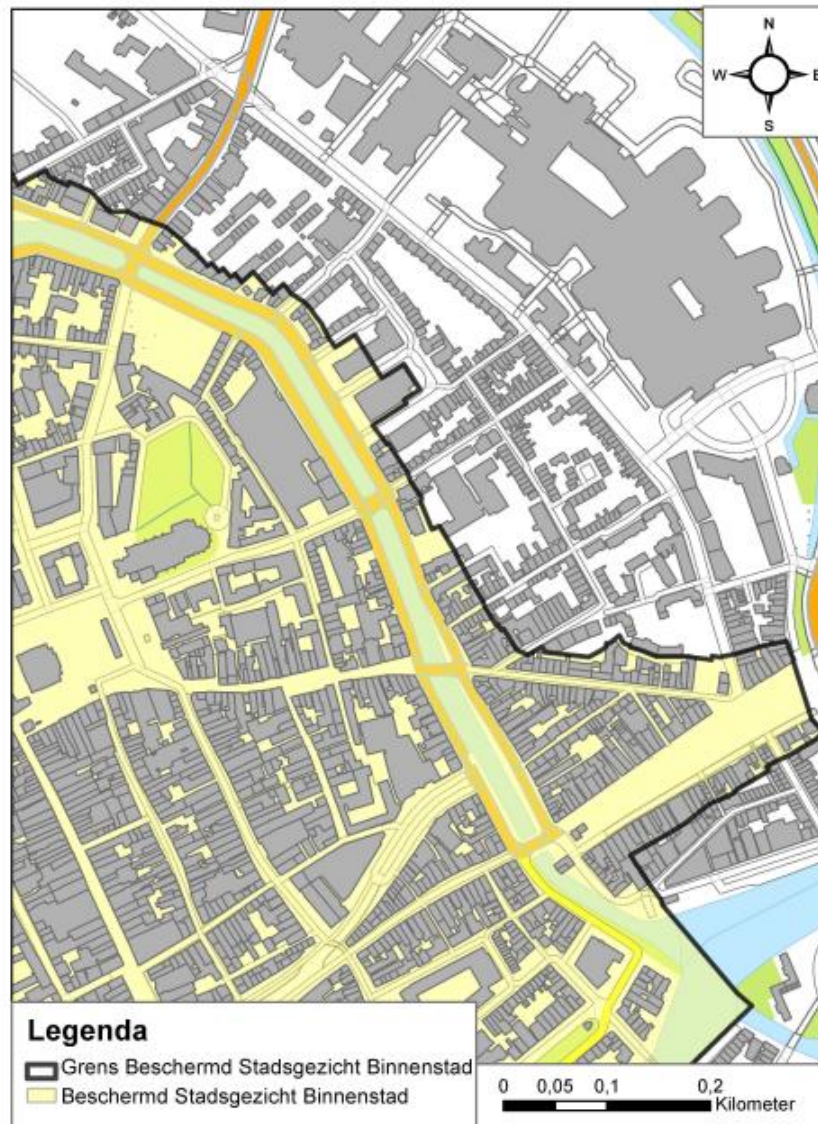 N
W E
S
Legenda
Grens Beschermd Stadsgezicht Binnenstad
Beschermd Stadsgezicht Binnenstad
0 0,05 0,1 0,2
Kilometer